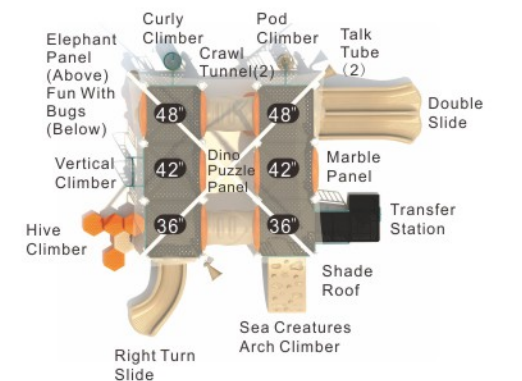 Curly
Climber
Pod
Climber
Talk
Tube
(2)
Elephant
Panel
(Above)
Fun With
Bugs
(Below)
Crawl
Tunnel(2)
48"
48"
Double
Slide
Vertical
Climber
42"
Dino
Puzzle
Panel
42"
Marble
Panel
36"
36"
Transfer
Station
Hive
Climber
Shade
Roof
Sea Creatures
Arch Climber
Right Turn
Slide